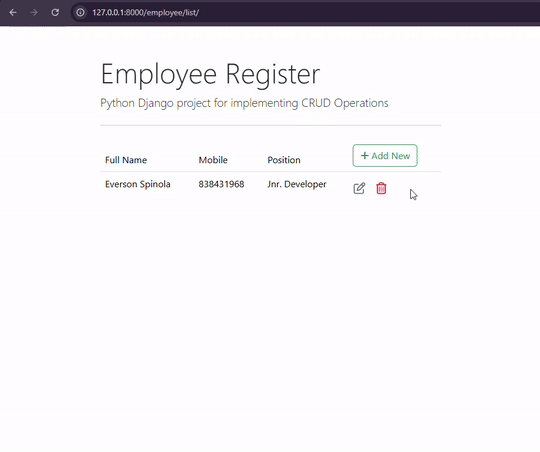 127.0.0.1:8000/employee/list/
Employee Register
Python Django project for implementing CRUD Operations
Full Name Mobile Position + Add New
Everson Spinola 838431968 Jnr. Developer